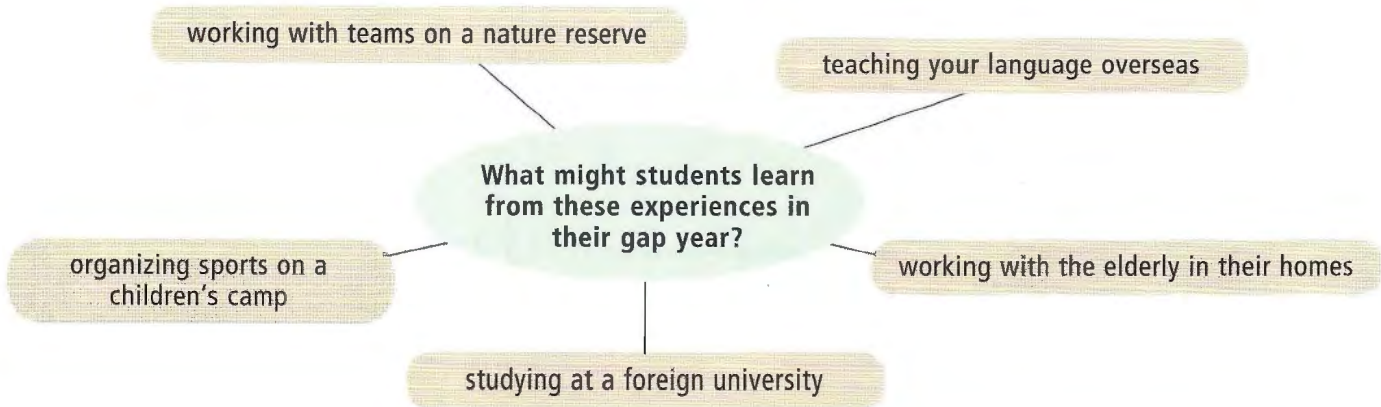 working with teams on a nature reserve
teaching your language overseas
What might students learn
from these experiences in
their gap year?
organizing sports on a
children's camp
working with the elderly in their homes
studying at a foreign university